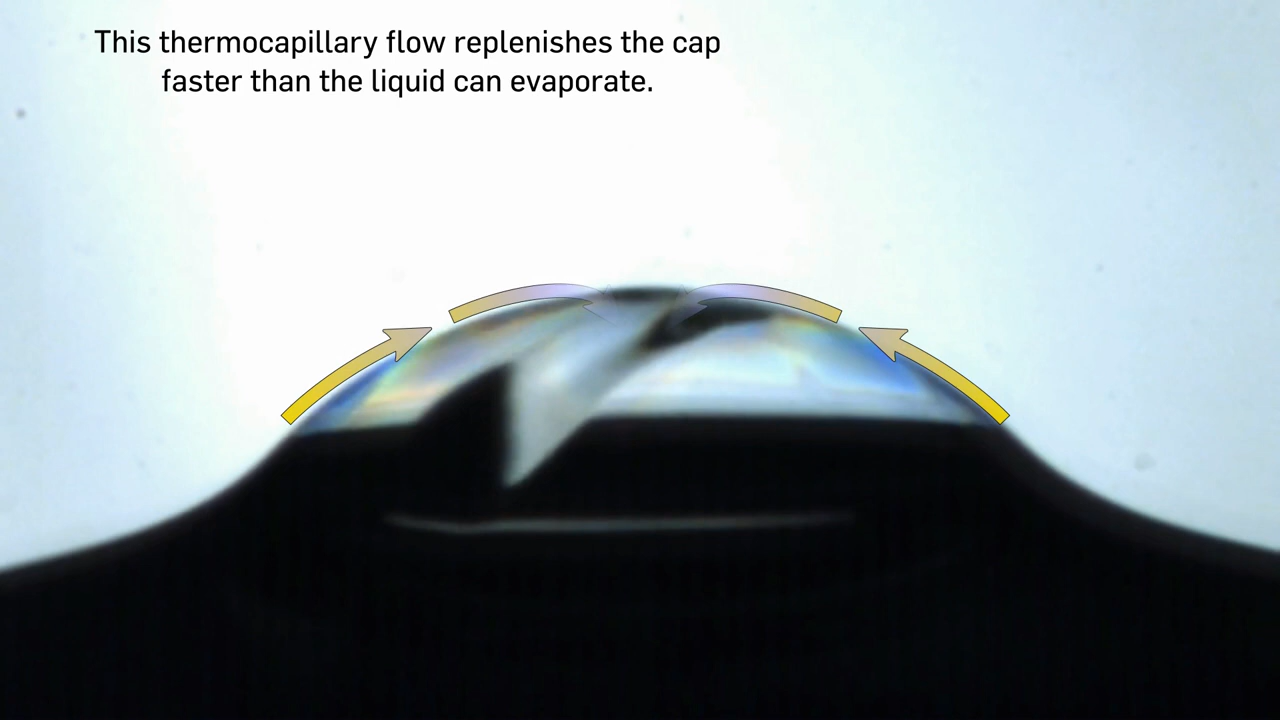 This thermocapillary flow replenishes the cap
faster than the liquid can evaporate.